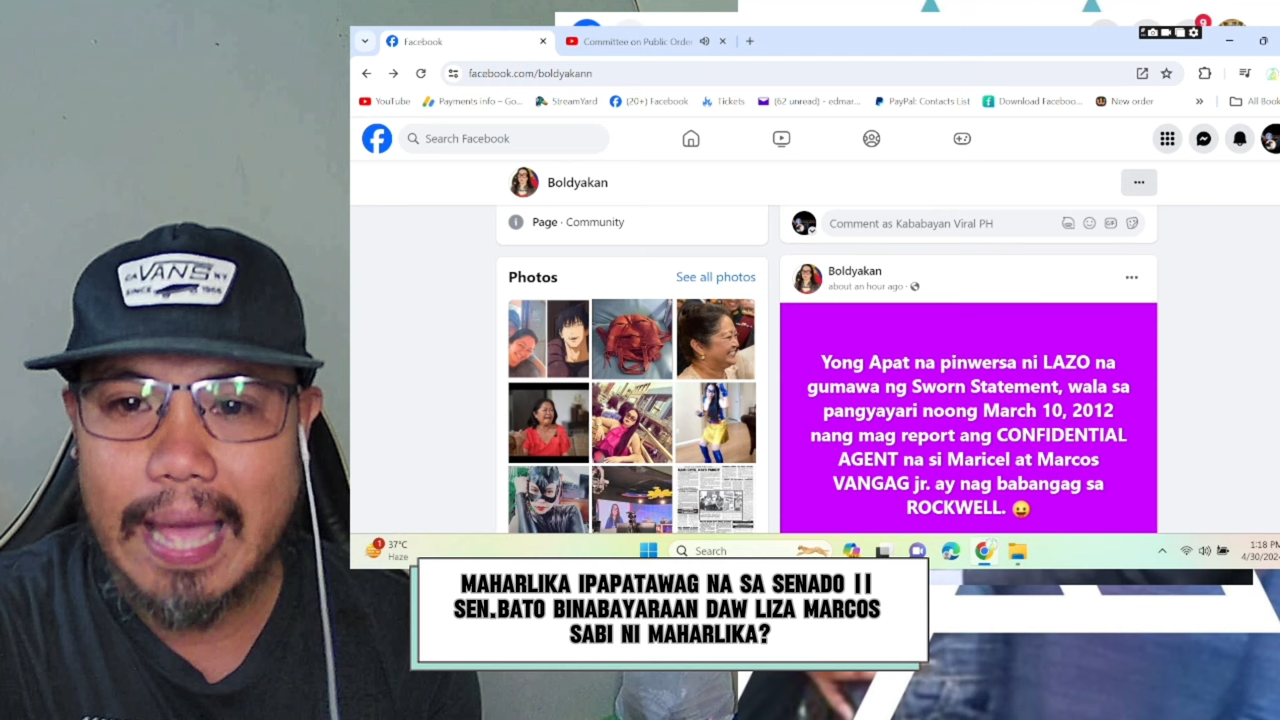 Facebook
Committee on Public Order
facebook.com/boldyakann
YouTube
Payments info – Go...
StreamYard
(20+) Facebook
Tickets
(62 unread) - edmar...
PayPal: Contacts List
Download Faceboo...
New order
All Book
Search Facebook
Boldyakan
Page · Community
Comment as Kababayan Viral PH
Photos
See all photos
Boldyakan
about an hour ago
Yong Apat na pinwersa ni LAZO na
gumawa ng Sworn Statement, wala sa
pangyayari noong March 10, 2012
nang mag report ang CONFIDENTIAL
AGENT na si Maricel at Marcos
VANGAG jr. ay nag babangag sa
ROCKWELL. 😜
VANS
SINCE 1966
1
37°C
Haze
Search
1:18 PM
4/30/202
MAHARLIKA IPAPATAWAG NA SA SENADO ||
SEN.BATO BINABAYARAAN DAW LIZA MARCOS
SABI NI MAHARLIKA?